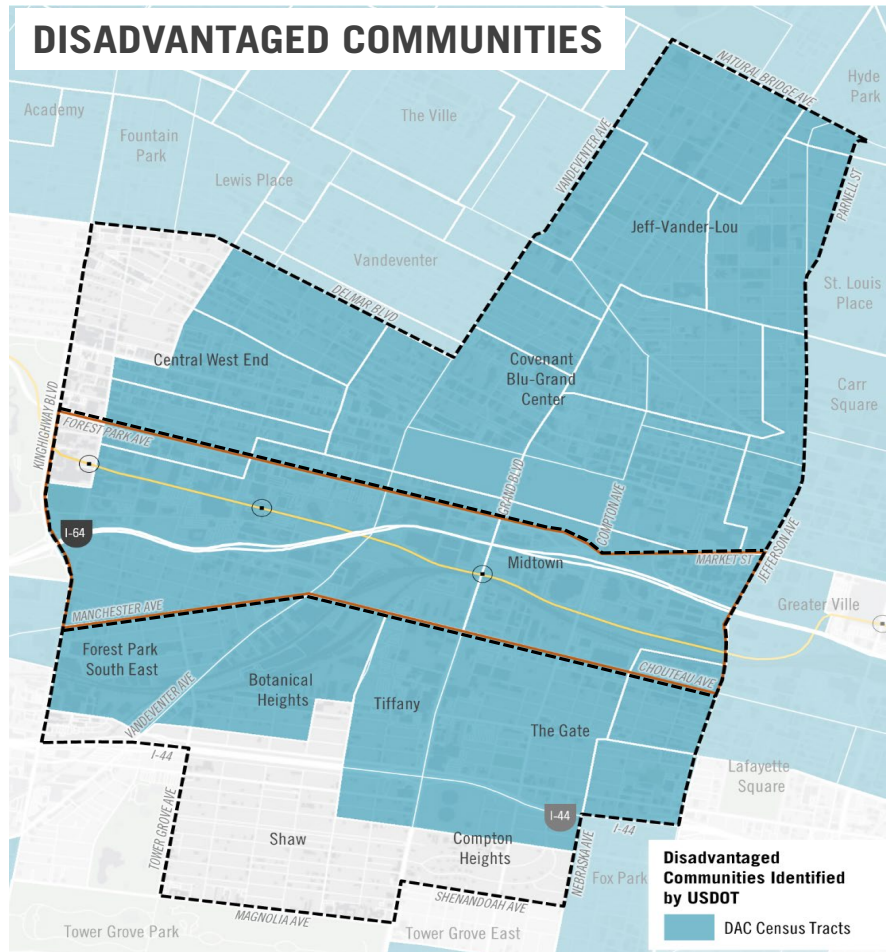 DISADVANTAGED COMMUNITIES
NATURAL BRIDGE AVE
Hyde
Park
Academy
Fountain
Park
The Ville
VANDEVENTER AVE
Lewis Place
PARNELL ST
Jeff-Vander-Lou
Vandeventer
DELMAR BLVD
St. Louis
Place
Central West End
Covenant
Blu-Grand
Center
Carr
Square
KINGHIGHWAY BLVD
FOREST PARK AVE
GRAND BLVD
COMPTON AVE
I-64
Midtown
MARKET ST
JEFFERSON AVE
MANCHESTER AVE
Greater Ville
Forest Park
South East
VANDEVENTER AVE
Botanical
Heights
Tiffany
CHOUTEAU AVE
The Gate
I-44
Lafayette
Square
TOWER GROVE AVE
Shaw
Compton
Heights
I-44
I-44
NEBRASKA AVE
Fox Park
SHENANDOAH AVE
MAGNOLIA AVE
Tower Grove Park
Tower Grove East
Disadvantaged
Communities Identified
by USDOT
DAC Census Tracts